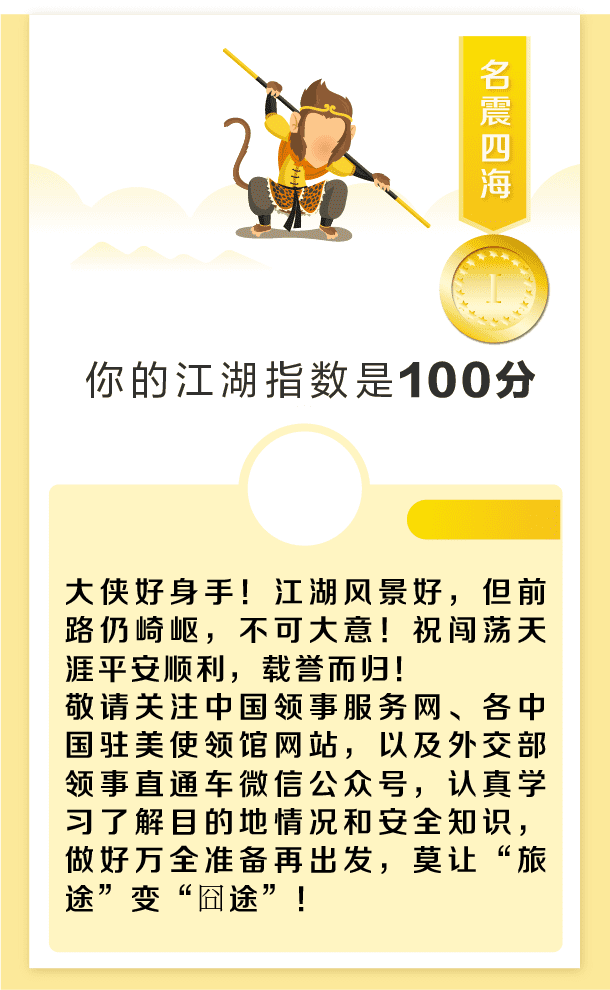 名震四海
1
你的江湖指数是100分
大侠好身手！江湖风景好，但前
路仍崎岖，不可大意！祝闯荡天
涯平安顺利，载誉而归！
敬请关注中国领事服务网、各中
国驻美使领馆网站，以及外交部
领事直通车微信公众号，认真学
习了解目的地情况和安全知识，
做好万全准备再出发，莫让“旅
途”变“囧途”！